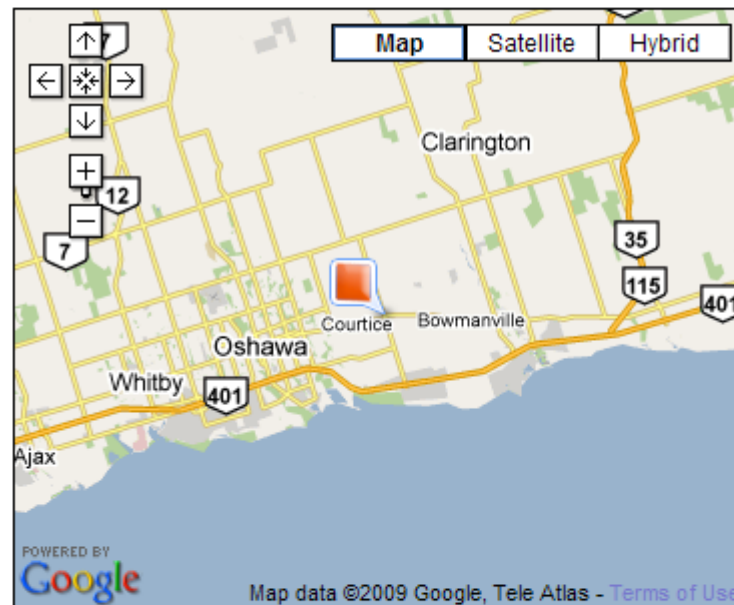 7
Map Satellite Hybrid
Clarington
12
7
35
115
401
Courtice
Bowmanville
Oshawa
Whitby
401
Ajax
POWERED BY
Google
Map data ©2009 Google, Tele Atlas - Terms of Use